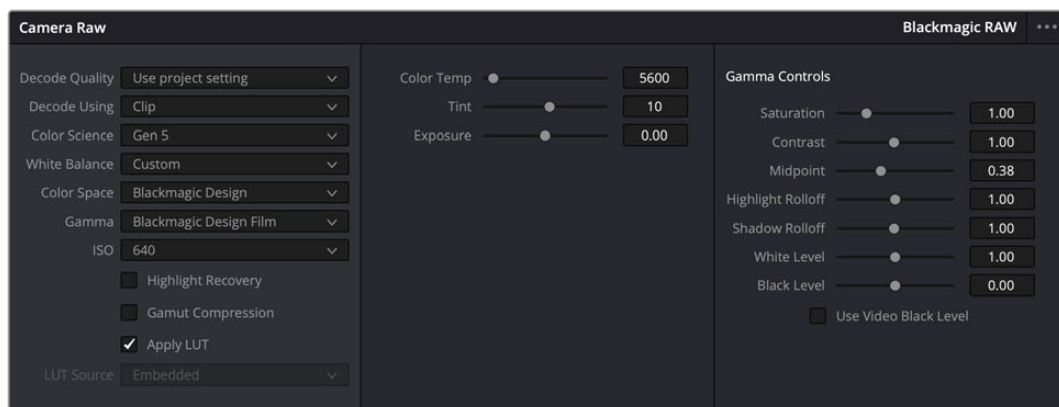 Camera Raw
Blackmagic RAW
Decode Quality Use project setting
Decode Using Clip
Color Science Gen 5
White Balance Custom
Color Space Blackmagic Design
Gamma Blackmagic Design Film
ISO 640
Highlight Recovery
Gamut Compression
Apply LUT
LUT Source Embedded
Color Temp 5600
Tint 10
Exposure 0.00
Gamma Controls
Saturation 1.00
Contrast 1.00
Midpoint 0.38
Highlight Rolloff 1.00
Shadow Rolloff 1.00
White Level 1.00
Black Level 0.00
Use Video Black Level